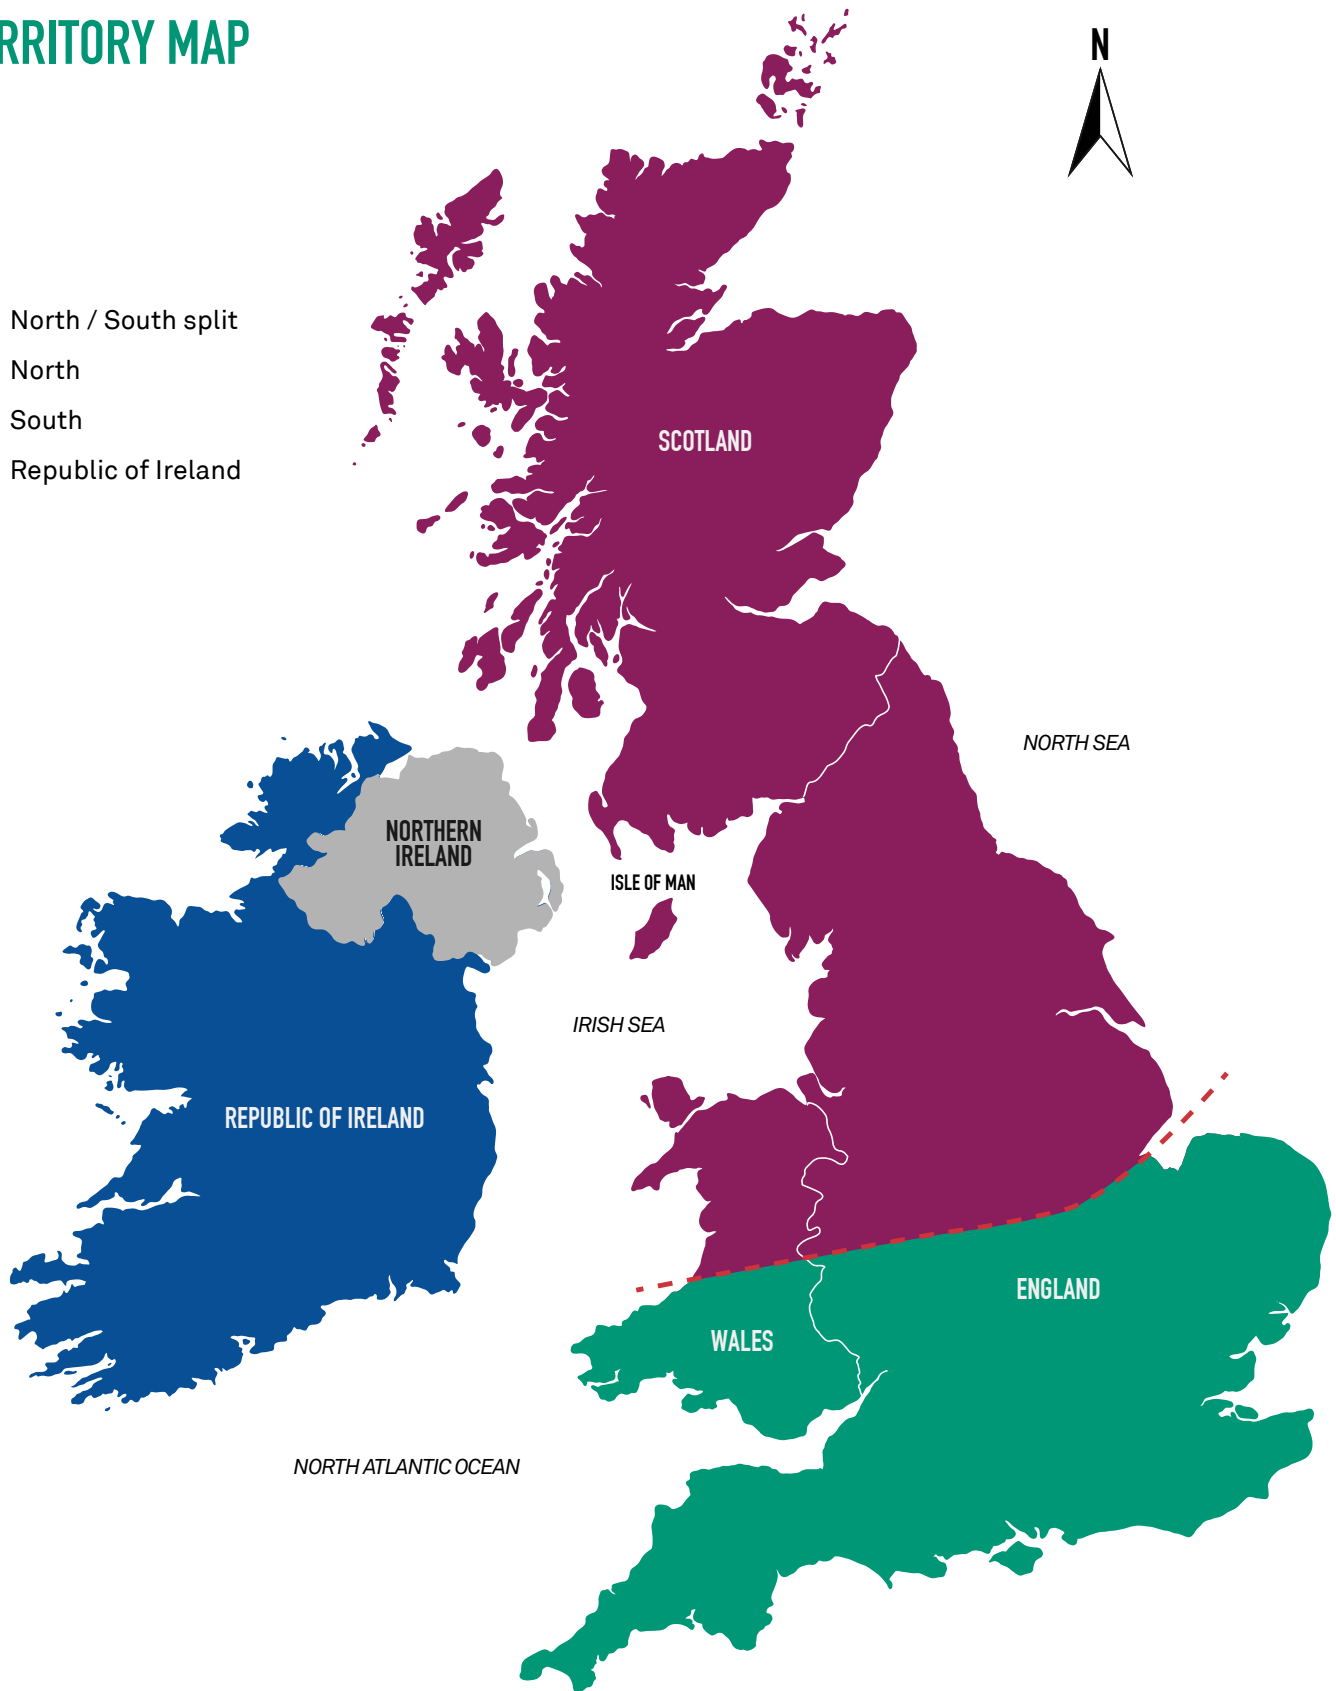 RRITORY MAP
N
North / South split
North
South
Republic of Ireland
SCOTLAND
NORTH SEA
NORTHERN
IRELAND
ISLE OF MAN
IRISH SEA
REPUBLIC OF IRELAND
ENGLAND
WALES
NORTH ATLANTIC OCEAN